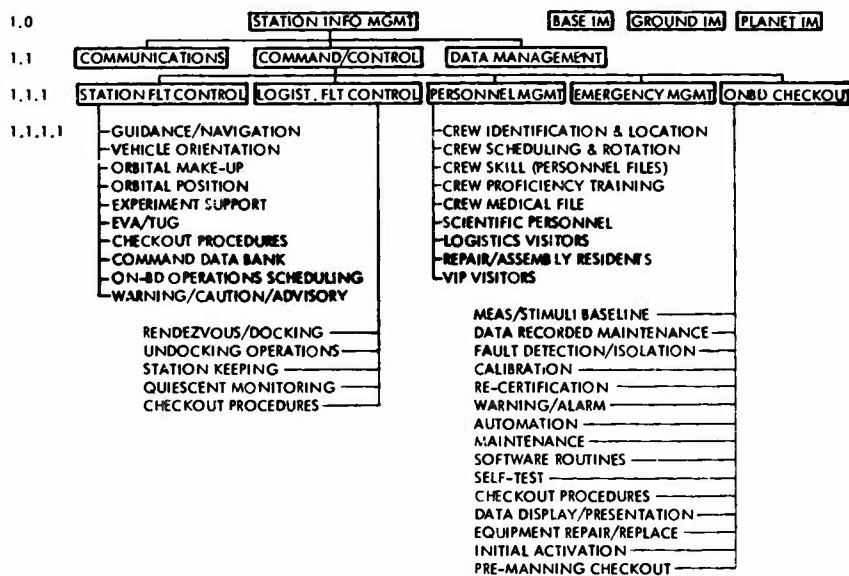 1.0 STATION INFO MGMT BASE IM GROUND IM PLANET IM
1.1 COMMUNICATIONS COMMAND/CONTROL DATA MANAGEMENT
1.1.1 STATION FLT CONTROL LOGIST. FLT CONTROL PERSONNEL MGMT EMERGENCY MGMT ONBD CHECKOUT
1.1.1.1 GUIDANCE/NAVIGATION
VEHICLE ORIENTATION
ORBITAL MAKE-UP
ORBITAL POSITION
EXPERIMENT SUPPORT
EVA/TUG
CHECKOUT PROCEDURES
COMMAND DATA BANK
ON-BD OPERATIONS SCHEDULING
WARNING/CAUTION/ADVISORY
RENDEZVOUS/DOCKING
UNDOCKING OPERATIONS
STATION KEEPING
QUIESCENT MONITORING
CHECKOUT PROCEDURES
CREW IDENTIFICATION & LOCATION
CREW SCHEDULING & ROTATION
CREW SKILL (PERSONNEL FILES)
CREW PROFICIENCY TRAINING
CREW MEDICAL FILE
SCIENTIFIC PERSONNEL
LOGISTICS VISITORS
REPAIR/ASSEMBLY RESIDENTS
VIP VISITORS
MEAS/STIMULI BASELINE
DATA RECORDED MAINTENANCE
FAULT DETECTION/ISOLATION
CALIBRATION
RE-CERTIFICATION
WARNING/ALARM
AUTOMATION
MAINTENANCE
SOFTWARE ROUTINES
SELF-TEST
CHECKOUT PROCEDURES
DATA DISPLAY/PRESENTATION
EQUIPMENT REPAIR/REPLACE
INITIAL ACTIVATION
PRE-MANNING CHECKOUT